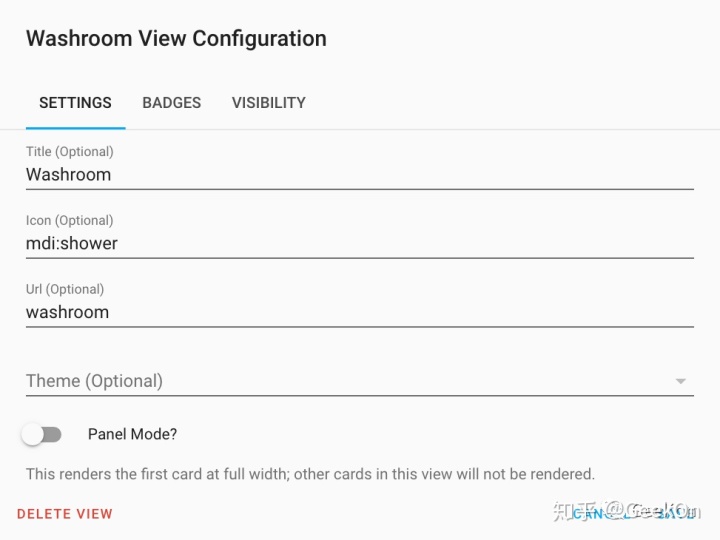 Washroom View Configuration
SETTINGS BADGES VISIBILITY
Title (Optional)
Washroom
Icon (Optional)
mdi:shower
Url (Optional)
washroom
Theme (Optional)
Panel Mode?
This renders the first card at full width; other cards in this view will not be rendered.
DELETE VIEW
知乎 @GeekOn